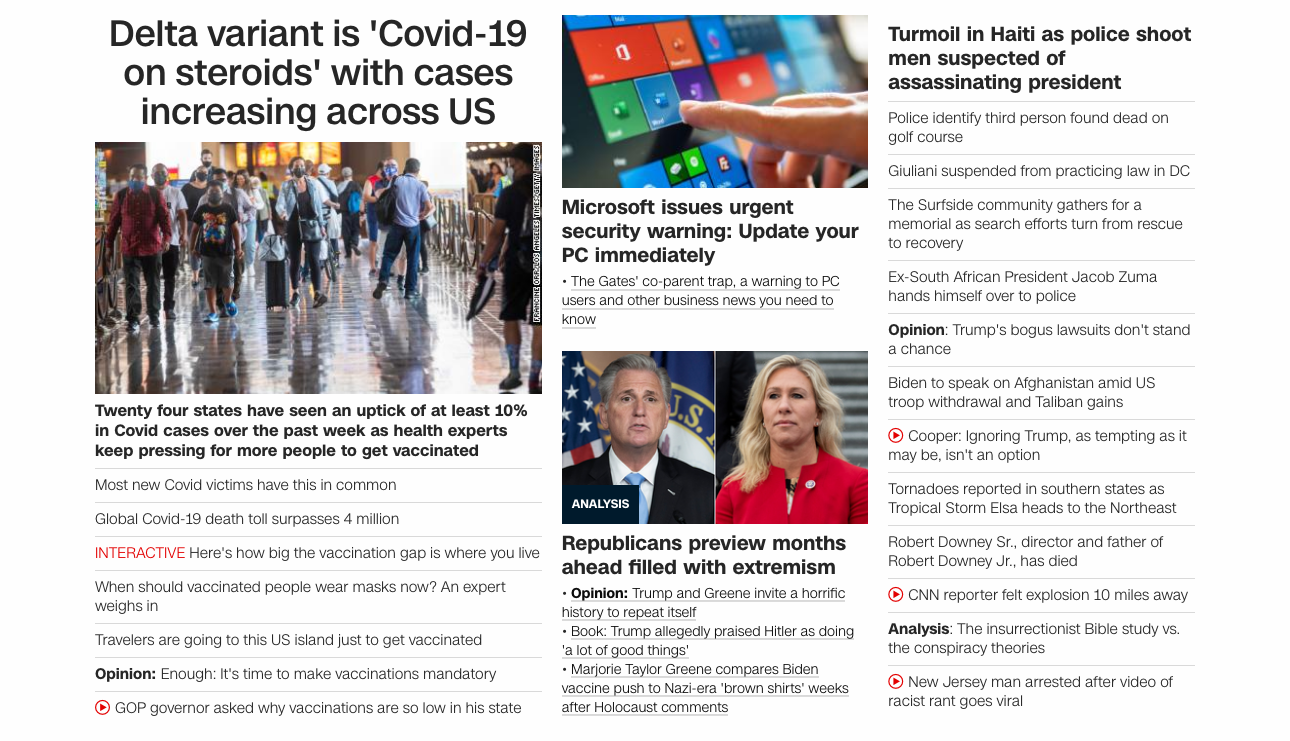 Delta variant is 'Covid-19
on steroids' with cases
increasing across US
FRANCINE ORR/LOS ANGELES TIMES/GETTY IMAGES
Twenty four states have seen an uptick of at least 10%
in Covid cases over the past week as health experts
keep pressing for more people to get vaccinated
Most new Covid victims have this in common
Global Covid-19 death toll surpasses 4 million
INTERACTIVE Here's how big the vaccination gap is where you live
When should vaccinated people wear masks now? An expert
weighs in
Travelers are going to this US island just to get vaccinated
Opinion: Enough: It's time to make vaccinations mandatory
GOP governor asked why vaccinations are so low in his state
Office
Excel
Word
Microsoft issues urgent
security warning: Update your
PC immediately
• The Gates' co-parent trap, a warning to PC
users and other business news you need to
know
U.S.
ANALYSIS
Republicans preview months
ahead filled with extremism
• Opinion: Trump and Greene invite a horrific
history to repeat itself
• Book: Trump allegedly praised Hitler as doing
'a lot of good things'
• Marjorie Taylor Greene compares Biden
vaccine push to Nazi-era 'brown shirts' weeks
after Holocaust comments
Turmoil in Haiti as police shoot
men suspected of
assassinating president
Police identify third person found dead on
golf course
Giuliani suspended from practicing law in DC
The Surfside community gathers for a
memorial as search efforts turn from rescue
to recovery
Ex-South African President Jacob Zuma
hands himself over to police
Opinion: Trump's bogus lawsuits don't stand
a chance
Biden to speak on Afghanistan amid US
troop withdrawal and Taliban gains
Cooper: Ignoring Trump, as tempting as it
may be, isn't an option
Tornadoes reported in southern states as
Tropical Storm Elsa heads to the Northeast
Robert Downey Sr., director and father of
Robert Downey Jr., has died
CNN reporter felt explosion 10 miles away
Analysis: The insurrectionist Bible study vs.
the conspiracy theories
New Jersey man arrested after video of
racist rant goes viral